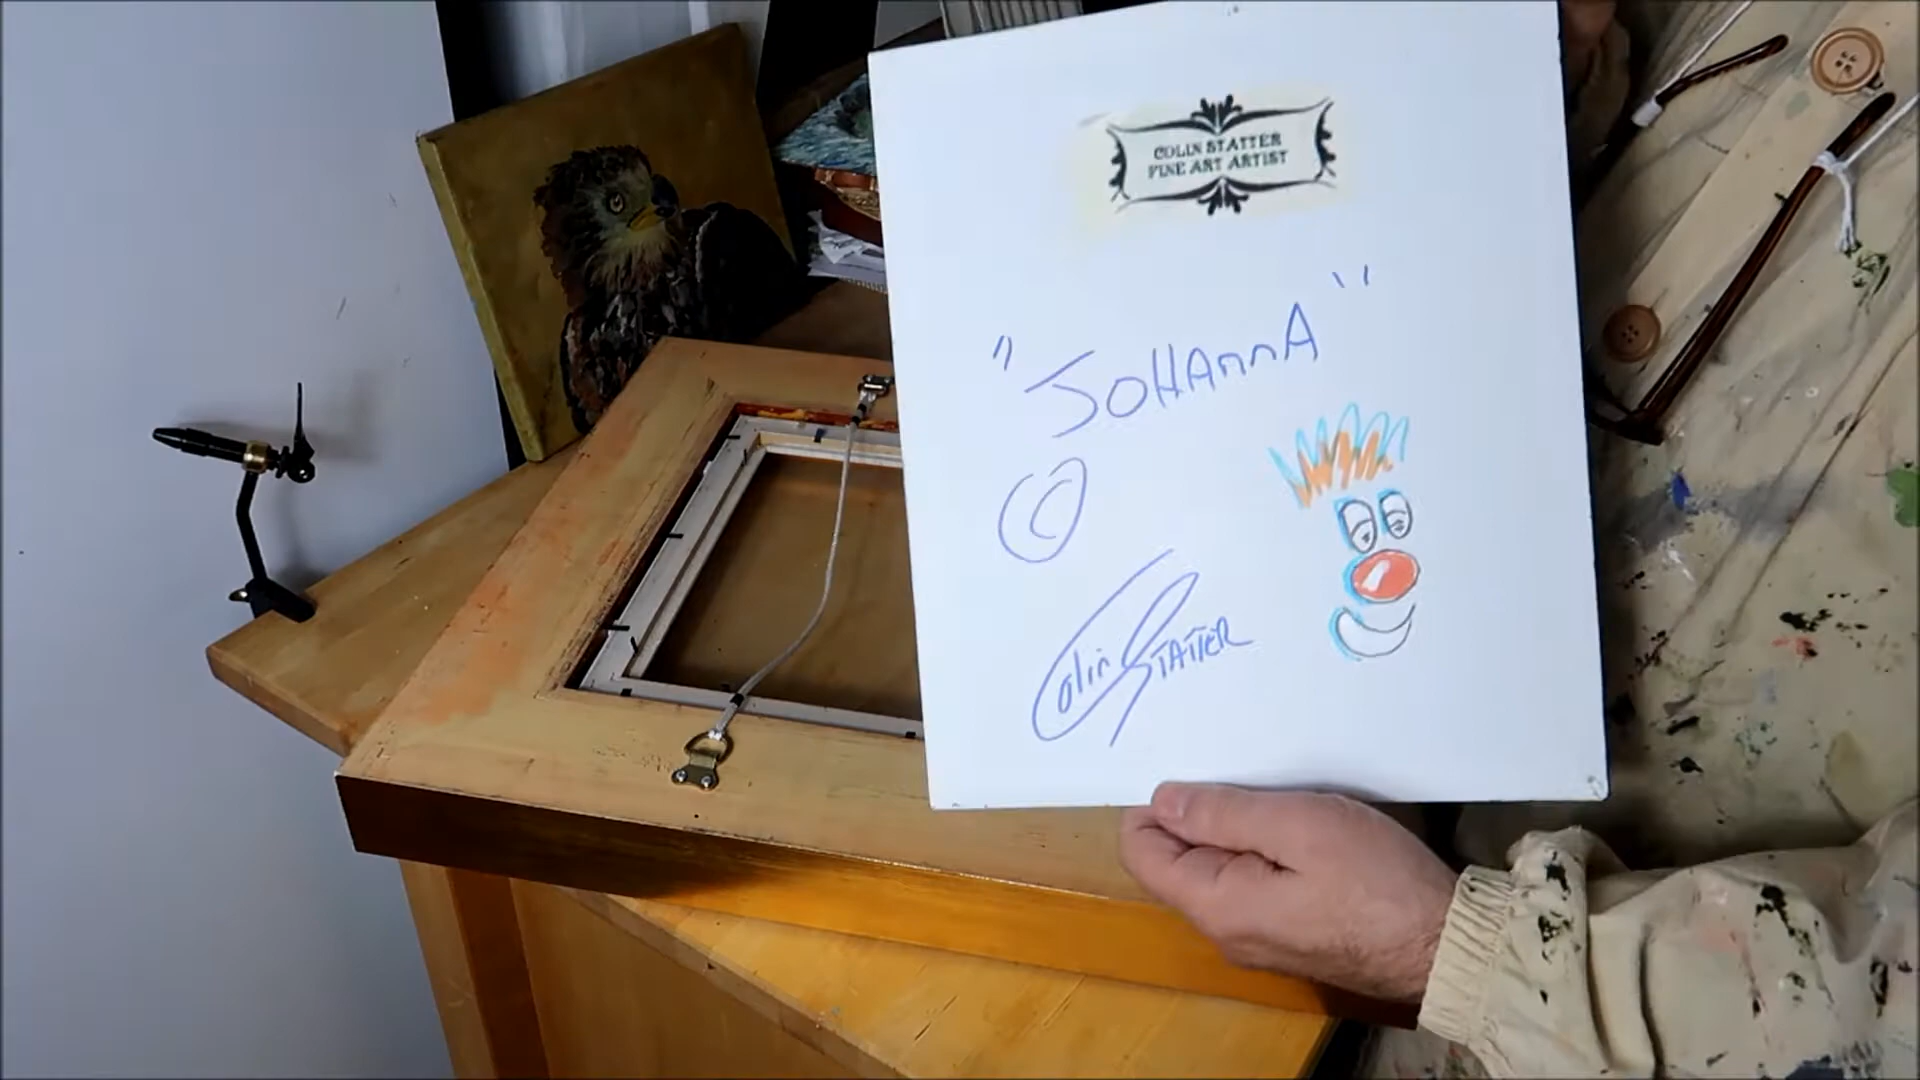 COLIN STATTER
FINE ART ARTIST
"JOHAnnA"
©
Colin STATTER